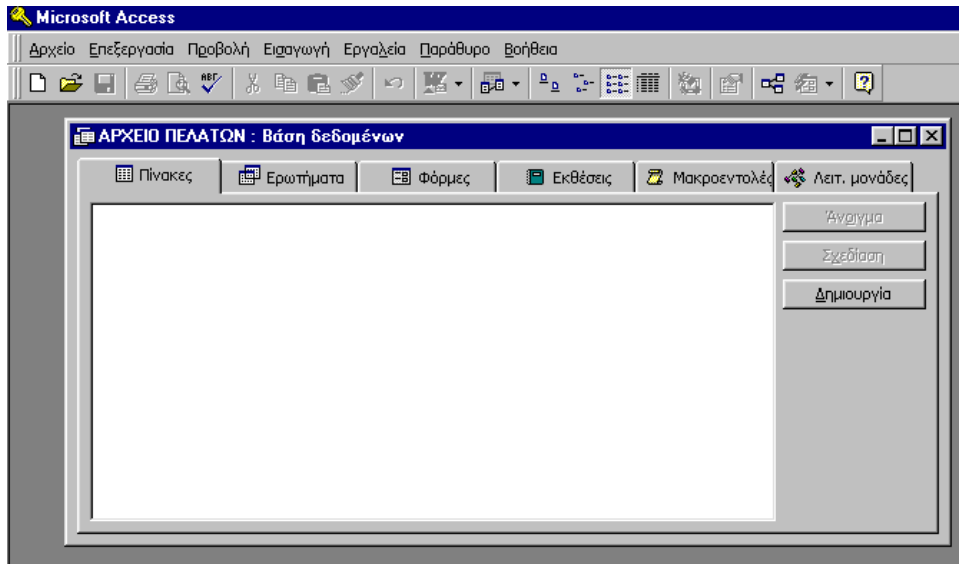 Microsoft Access
Αρχείο Επεξεργασία Προβολή Εισαγωγή Εργαλεία Παράθυρο Βοήθεια
ΑΡΧΕΙΟ ΠΕΛΑΤΩΝ : Βάση δεδομένων
Πίνακες Ερωτήματα Φόρμες Εκθέσεις Μακροεντολές Λειτ. μονάδες
Άνοιγμα
Σχεδίαση
Δημιουργία